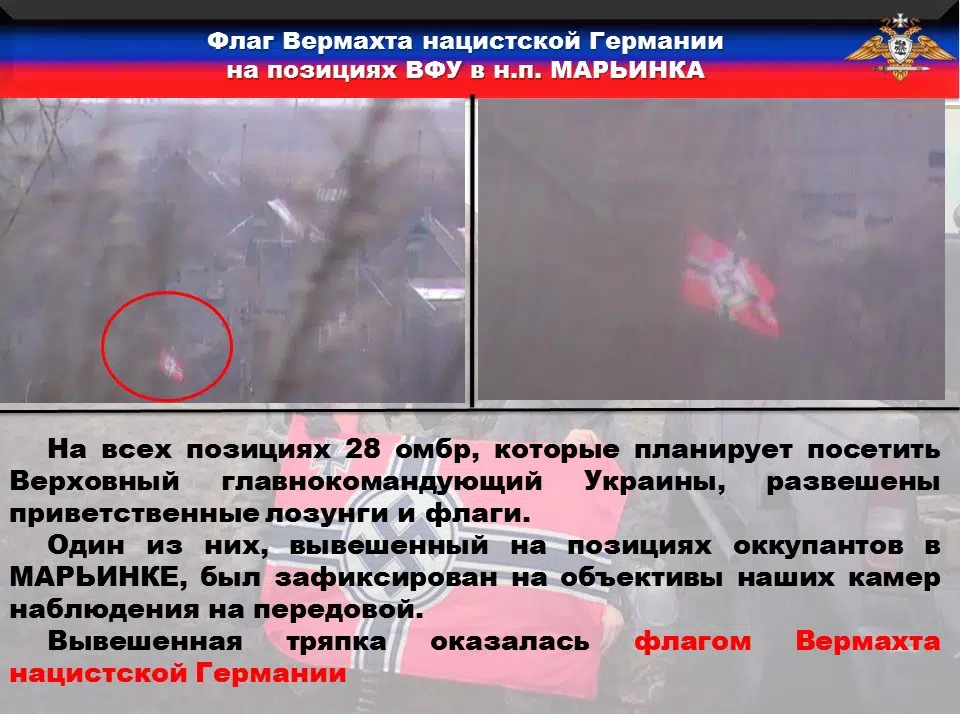 Флаг Вермахта нацистской Германии
на позициях ВФУ в н.п. МАРЬИНКА
На всех позициях 28 омбр, которые планирует посетить
Верховный главнокомандующий Украины, развешены
приветственные лозунги и флаги.
Один из них, вывешенный на позициях оккупантов в
МАРЬИНКЕ, был зафиксирован на объективы наших камер
наблюдения на передовой.
Вывешенная тряпка оказалась флагом Вермахта
нацистской Германии